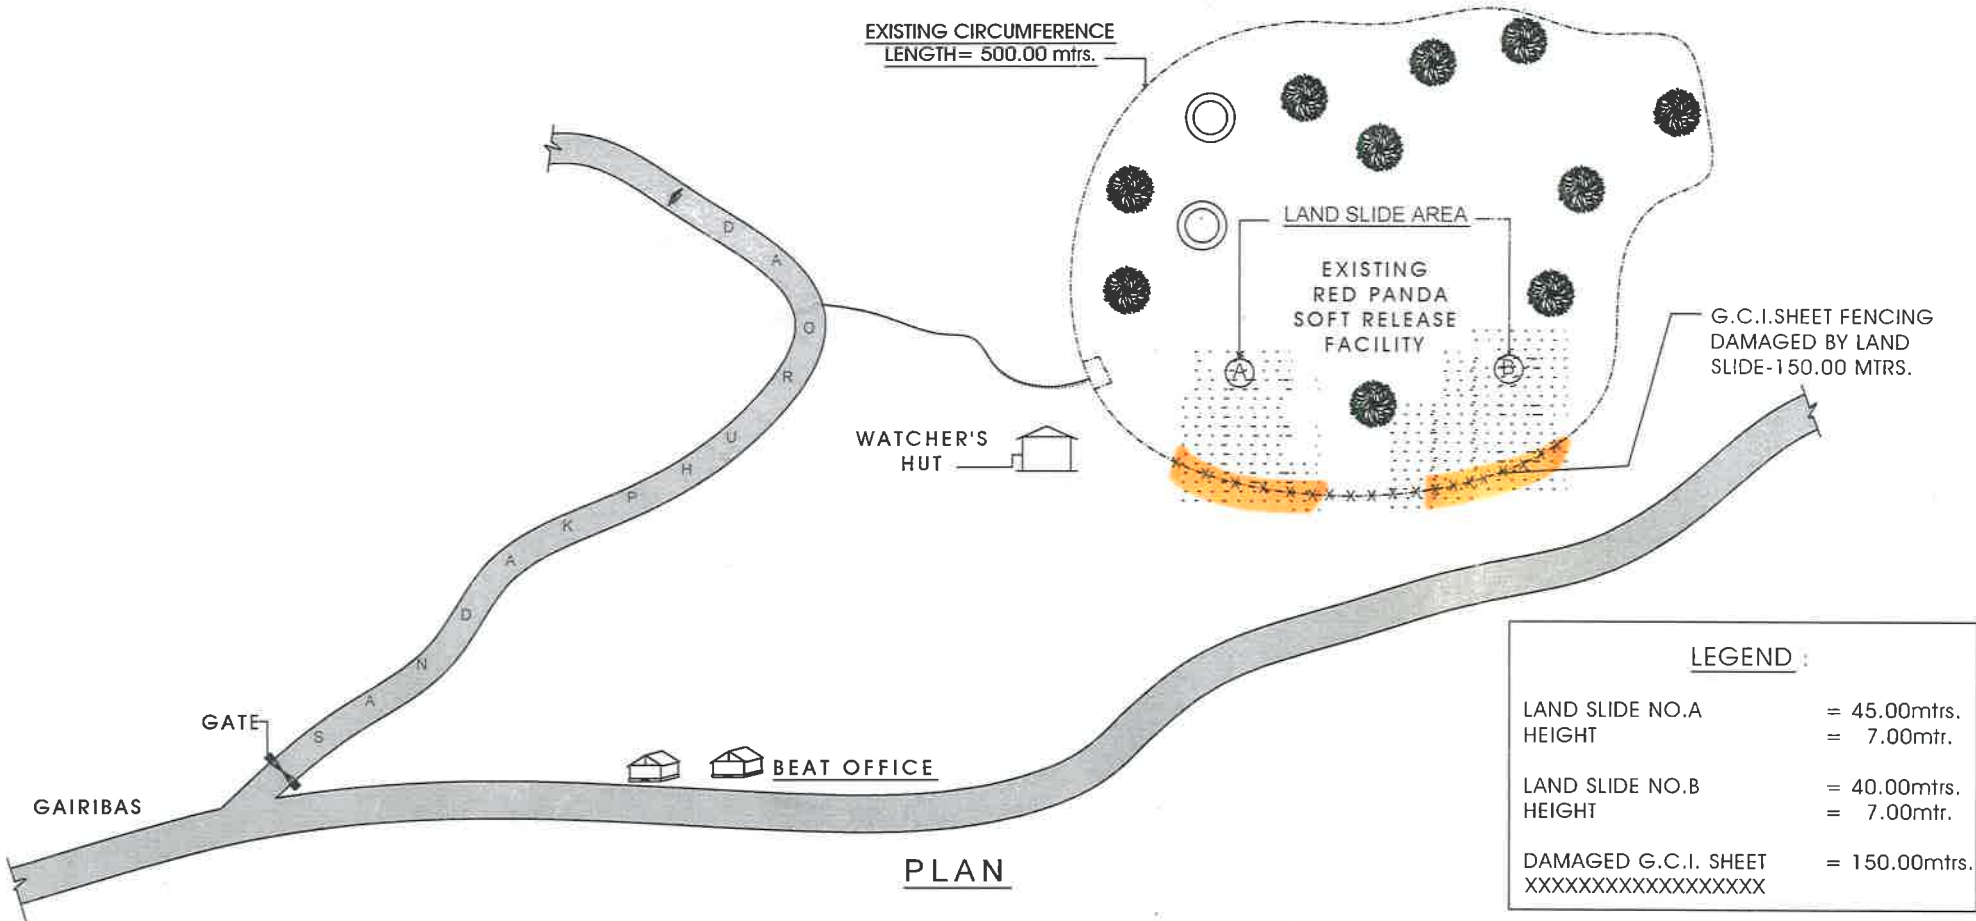 EXISTING CIRCUMFERENCE
LENGTH= 500.00 mtrs.
LAND SLIDE AREA
EXISTING
RED PANDA
SOFT RELEASE
FACILITY
A
B
G.C.I.SHEET FENCING
DAMAGED BY LAND
SLIDE-150.00 MTRS.
WATCHER'S
HUT
SANDAKPHU ROAD
GATE
BEAT OFFICE
GAIRIBAS
PLAN
LEGEND :
LAND SLIDE NO.A = 45.00mtrs.
HEIGHT = 7.00mtr.
LAND SLIDE NO.B = 40.00mtrs.
HEIGHT = 7.00mtr.
DAMAGED G.C.I. SHEET = 150.00mtrs.
XXXXXXXXXXXXXXXXXX